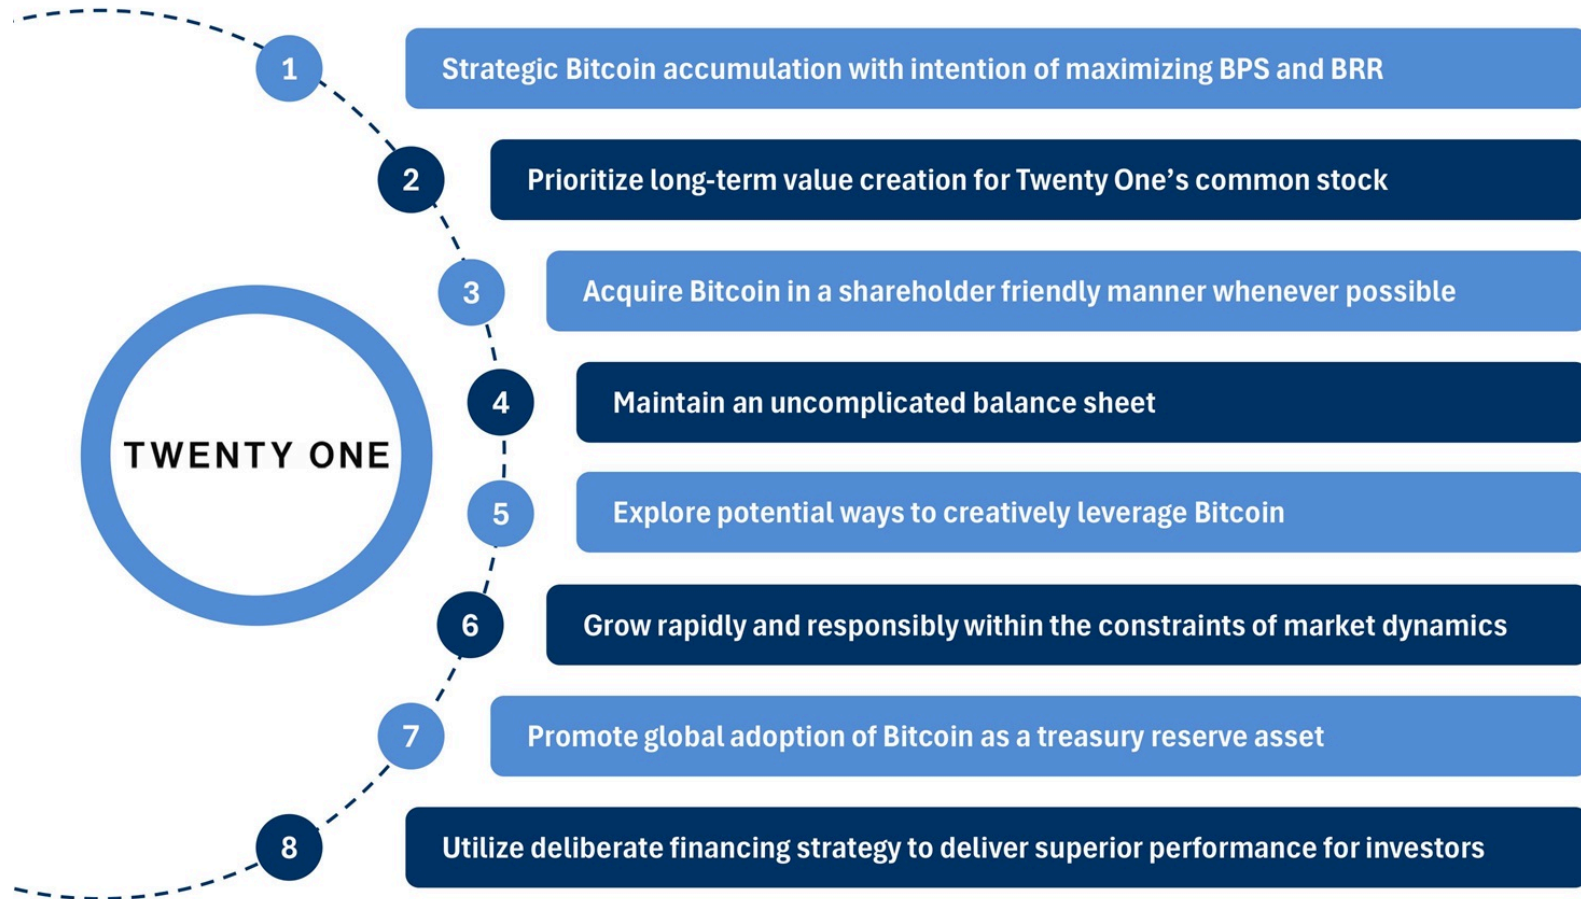 1
Strategic Bitcoin accumulation with intention of maximizing BPS and BRR
2
Prioritize long-term value creation for Twenty One’s common stock
3
Acquire Bitcoin in a shareholder friendly manner whenever possible
4
Maintain an uncomplicated balance sheet
TWENTY ONE
5
Explore potential ways to creatively leverage Bitcoin
6
Grow rapidly and responsibly within the constraints of market dynamics
7
Promote global adoption of Bitcoin as a treasury reserve asset
8
Utilize deliberate financing strategy to deliver superior performance for investors